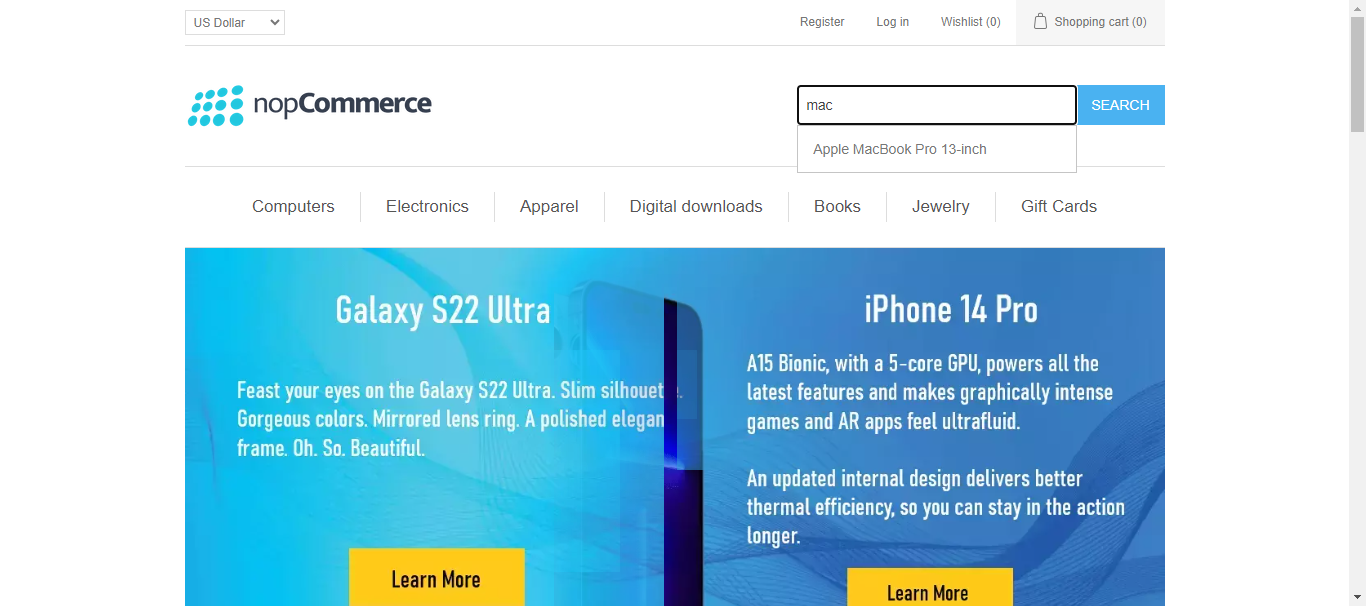 US Dollar
Register
Log in
Wishlist (0)
Shopping cart (0)
nopCommerce
mac
SEARCH
Apple MacBook Pro 13-inch
Computers
Electronics
Apparel
Digital downloads
Books
Jewelry
Gift Cards
Galaxy S22 Ultra
Feast your eyes on the Galaxy S22 Ultra. Slim silhouet e.
Gorgeous colors. Mirrored lens ring. A polished elegan
frame. Oh. So. Beautiful.
Learn More
iPhone 14 Pro
A15 Bionic, with a 5-core GPU, powers all the
latest features and makes graphically intense
games and AR apps feel ultrafluid.
An updated internal design delivers better
thermal efficiency, so you can stay in the action
longer.
Learn More